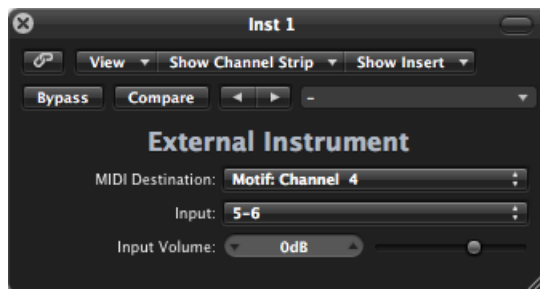 Inst 1
View Show Channel Strip Show Insert
Bypass Compare -
External Instrument
MIDI Destination: Motif: Channel 4
Input: 5-6
Input Volume: 0dB